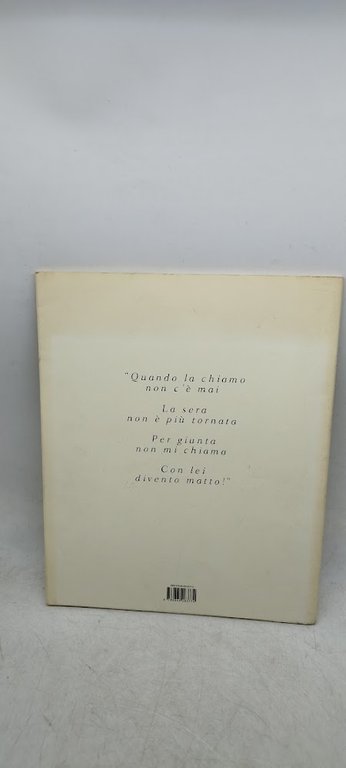 "Quando la chiamo
non c'è mai
La sera
non è più tornata
Per giunta
non mi chiama
Con lei
divento matto!"